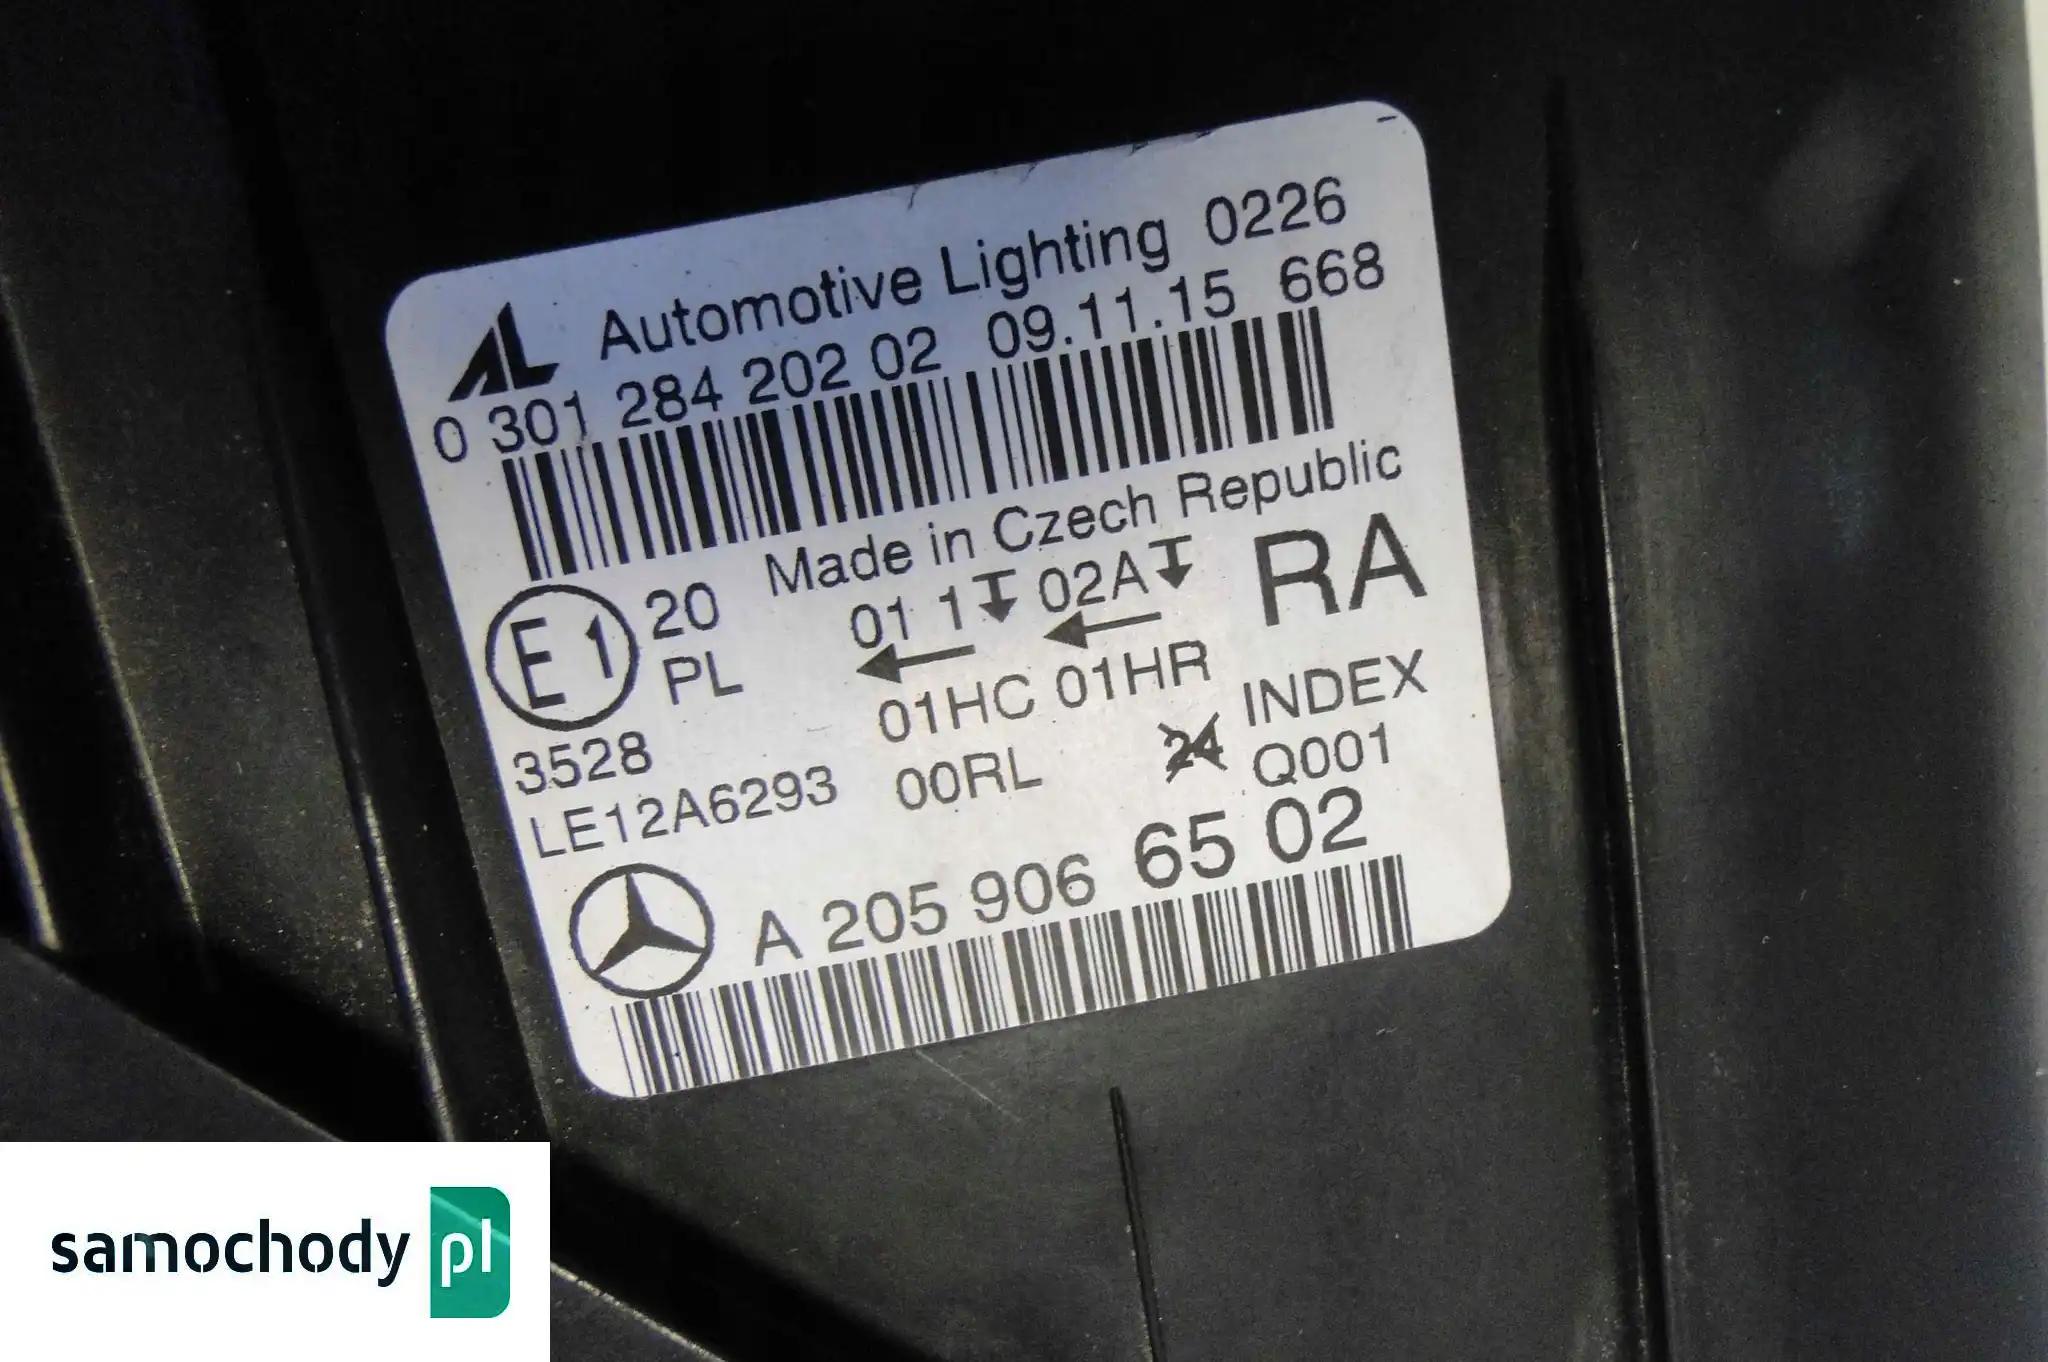 AL Automotive Lighting 0226
0 301 284 202 02 09.11.15 668
Made in Czech Republic
E1 20 01 1 02A RA
PL 01HC 01HR INDEX
3528 00RL 24 Q001
LE12A6293
A 205 906 65 02
samochody pl